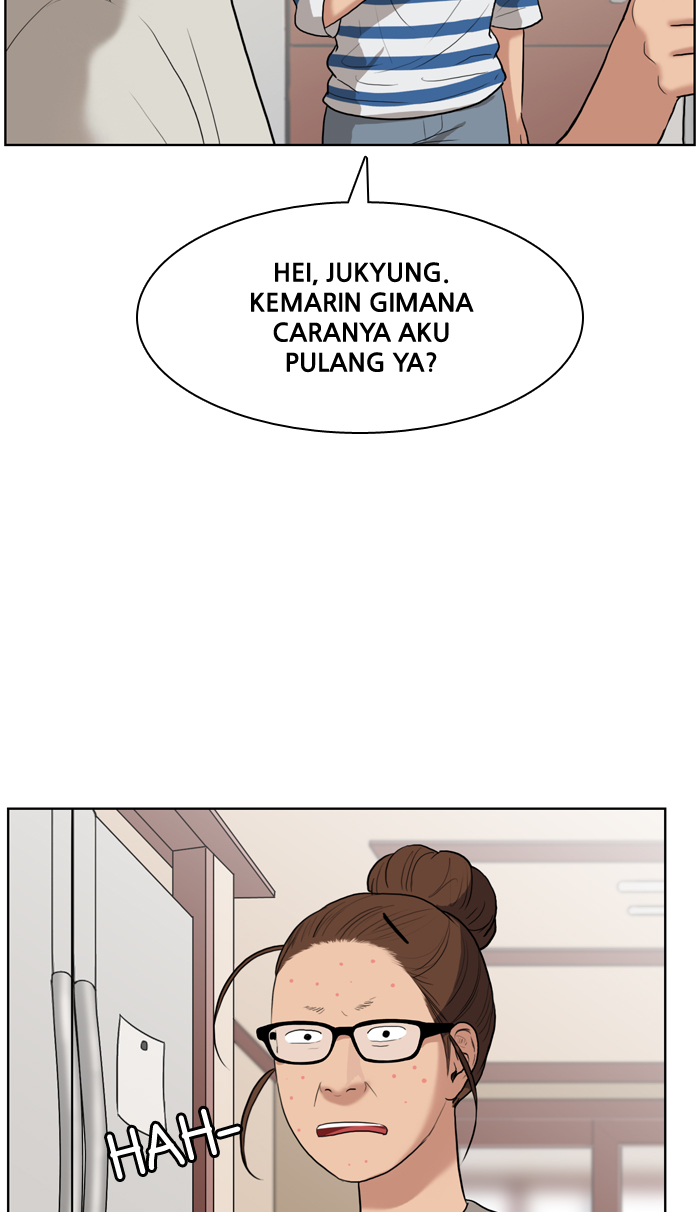 HEI, JUKYUNG.
KEMARIN GIMANA
CARANYA AKU
PULANG YA?
HAH-